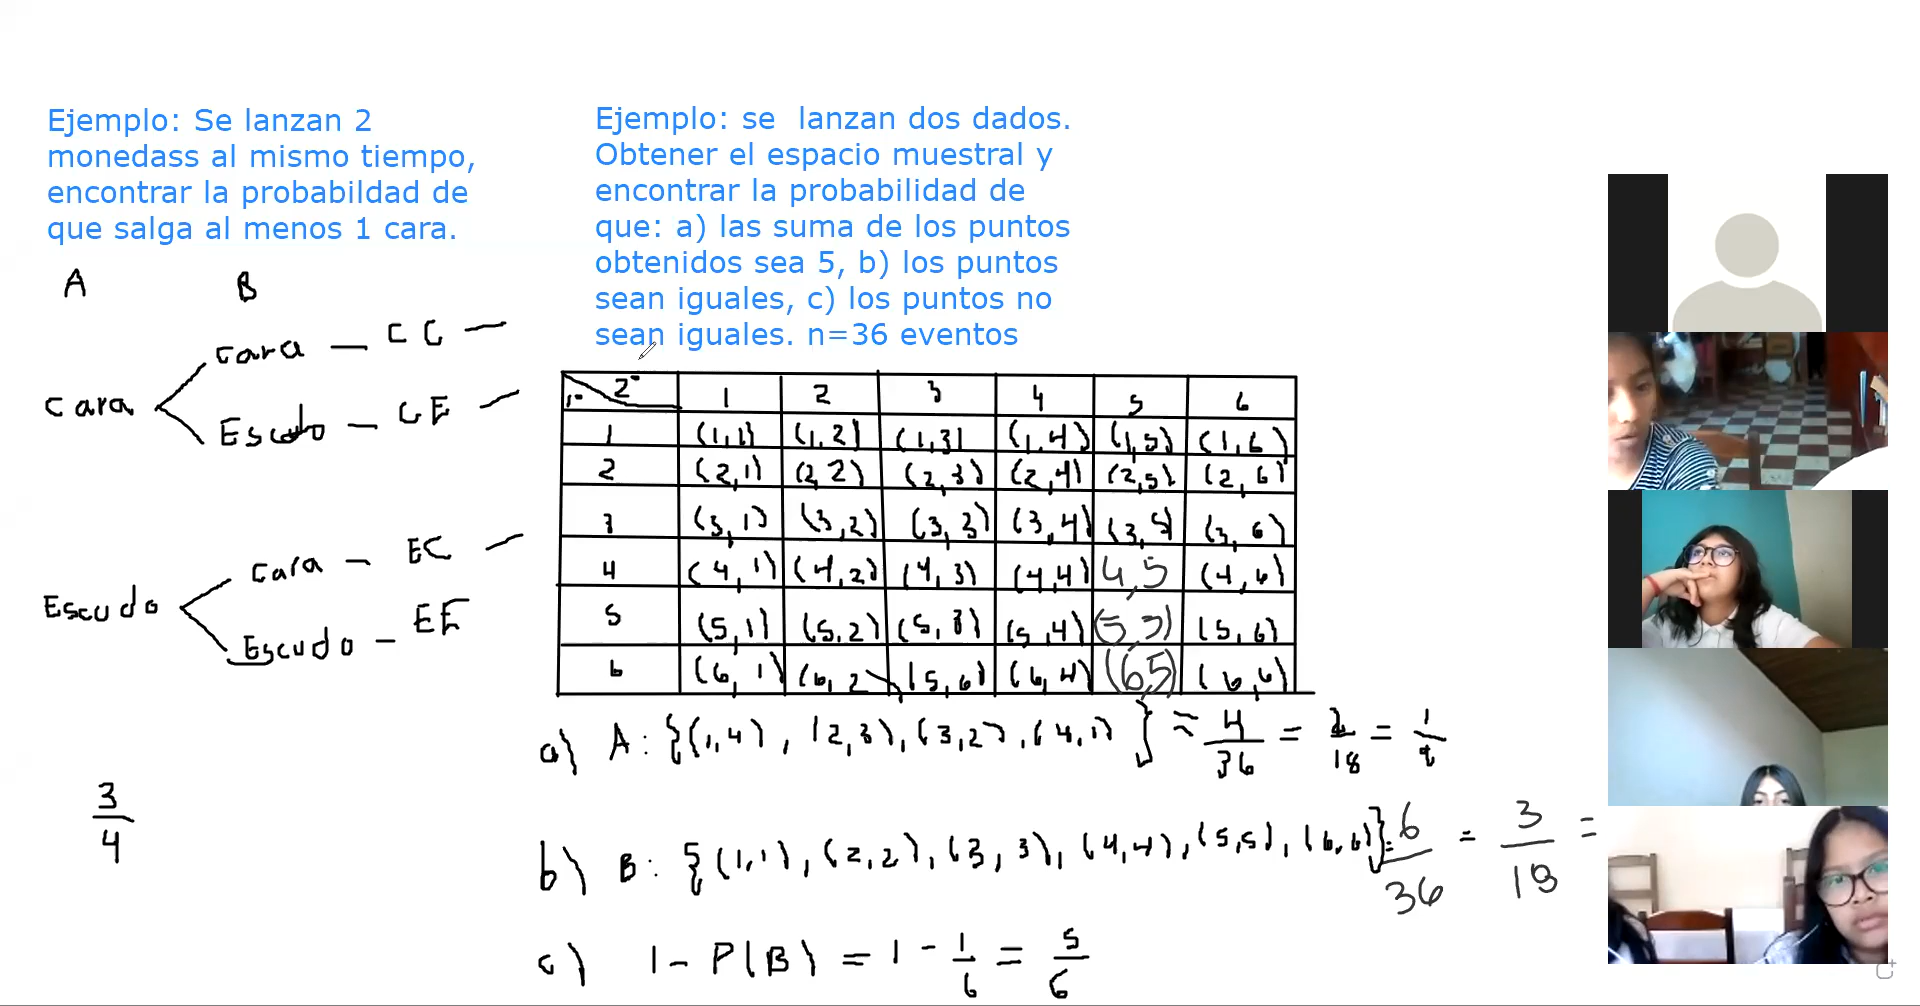 Ejemplo: Se lanzan 2
monedass al mismo tiempo,
encontrar la probabildad de
que salga al menos 1 cara.
A B
Cara
Cara — CC —
Escudo — CE —
Escudo
Cara — EC —
Escudo — EE
3/4
Ejemplo: se lanzan dos dados.
Obtener el espacio muestral y
encontrar la probabilidad de
que: a) las suma de los puntos
obtenidos sea 5, b) los puntos
sean iguales, c) los puntos no
sean iguales. n=36 eventos
1° 2° 1 2 3 4 5 6
1 (1,1) (1,2) (1,3) (1,4) (1,5) (1,6)
2 (2,1) (2,2) (2,3) (2,4) (2,5) (2,6)
3 (3,1) (3,2) (3,3) (3,4) (3,5) (3,6)
4 (4,1) (4,2) (4,3) (4,4) 4,5 (4,6)
5 (5,1) (5,2) (5,3) (5,4) (5,5) (5,6)
6 (6,1) (6,2 (5,6) (6,4) (6,5) (6,6)
a) A: {(1,4), (2,3), (3,2), (4,1)} = 4/36 = 2/18 = 1/9
b) B: {(1,1), (2,2), (3,3), (4,4), (5,5), (6,6)} = 6/36 = 3/18 =
c) 1 - P(B) = 1 - 1/6 = 5/6